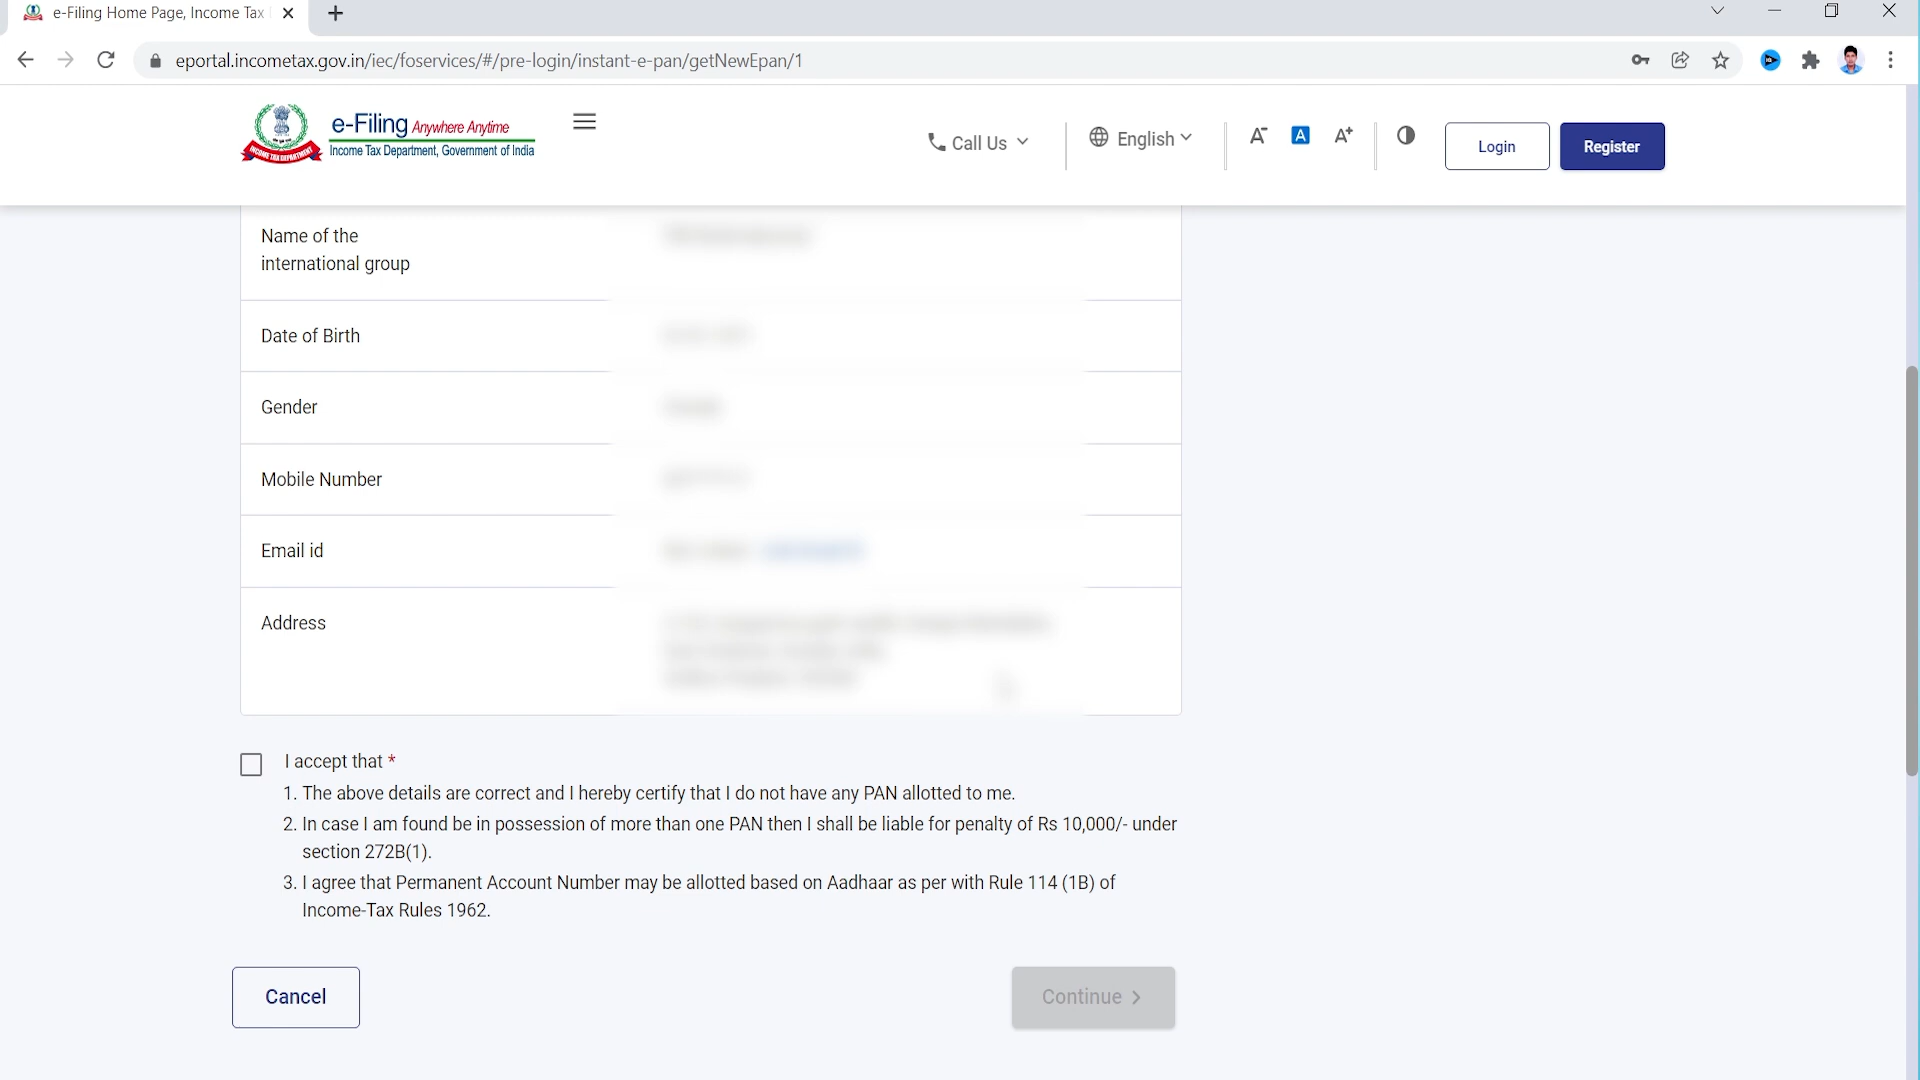 e-Filing Home Page, Income Tax
eportal.incometax.gov.in/iec/foservices/#/pre-login/instant-e-pan/getNewEpan/1
e-Filing Anywhere Anytime
Income Tax Department, Government of India
INCOME TAX DEPARTMENT
Call Us
English
A-
A
A+
Login
Register
Name of the
international group
Date of Birth
Gender
Mobile Number
Email id
Address
I accept that *
1. The above details are correct and I hereby certify that I do not have any PAN allotted to me.
2. In case I am found be in possession of more than one PAN then I shall be liable for penalty of Rs 10,000/- under
section 272B(1).
3. I agree that Permanent Account Number may be allotted based on Aadhaar as per with Rule 114 (1B) of
Income-Tax Rules 1962.
Cancel
Continue >